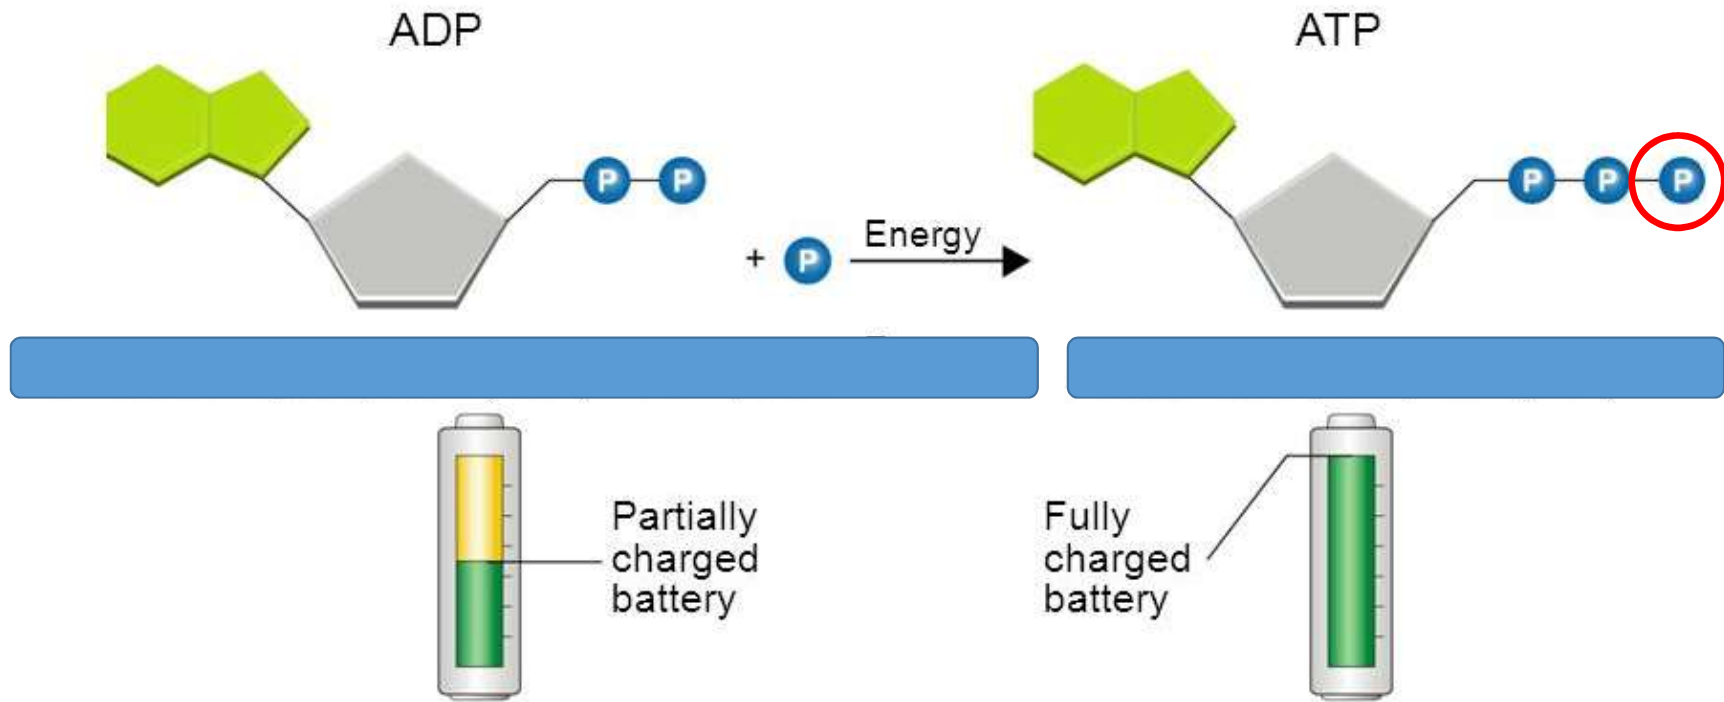 ADP
ATP
P P
P P P
+ P
Energy
Partially
charged
battery
Fully
charged
battery